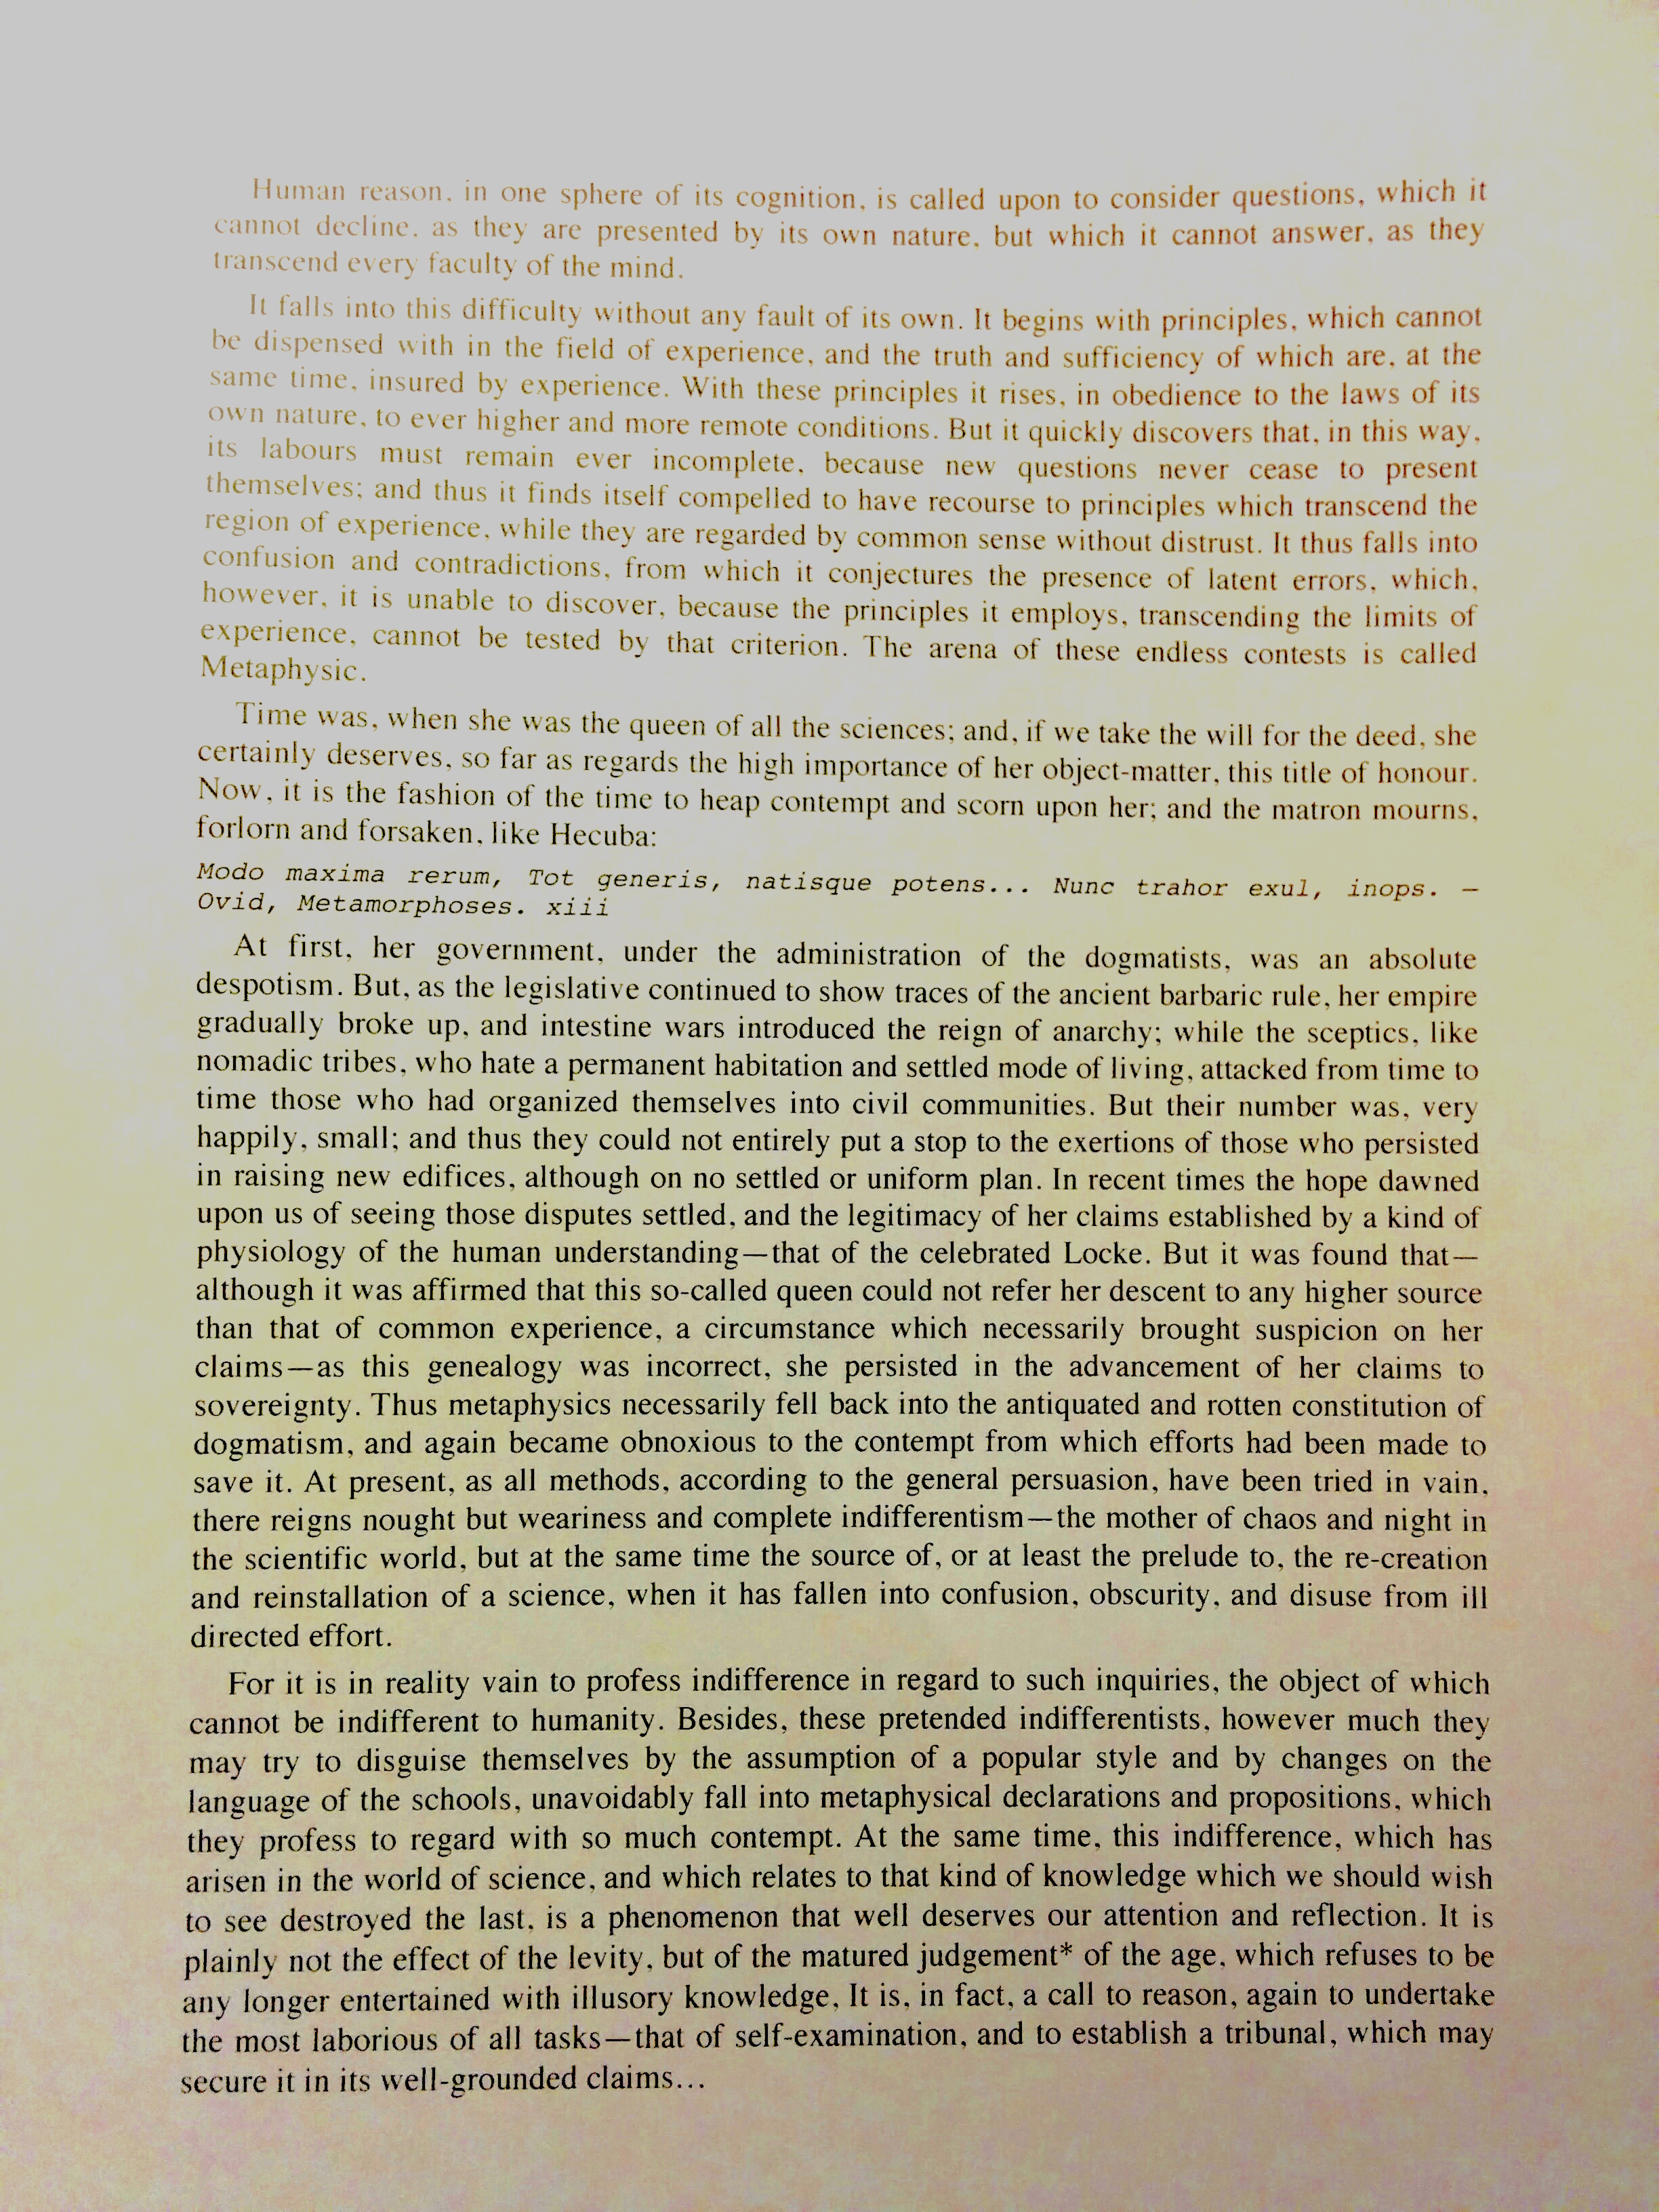 Human reason, in one sphere of its cognition, is called upon to consider questions, which it
cannot decline, as they are presented by its own nature, but which it cannot answer, as they
transcend every faculty of the mind.
It falls into this difficulty without any fault of its own. It begins with principles, which cannot
be dispensed with in the field of experience, and the truth and sufficiency of which are, at the
same time, insured by experience. With these principles it rises, in obedience to the laws of its
own nature, to ever higher and more remote conditions. But it quickly discovers that, in this way,
its labours must remain ever incomplete, because new questions never cease to present
themselves; and thus it finds itself compelled to have recourse to principles which transcend the
region of experience, while they are regarded by common sense without distrust. It thus falls into
confusion and contradictions, from which it conjectures the presence of latent errors, which,
however, it is unable to discover, because the principles it employs, transcending the limits of
experience, cannot be tested by that criterion. The arena of these endless contests is called
Metaphysic.
Time was, when she was the queen of all the sciences; and, if we take the will for the deed, she
certainly deserves, so far as regards the high importance of her object-matter, this title of honour.
Now, it is the fashion of the time to heap contempt and scorn upon her; and the matron mourns,
forlorn and forsaken, like Hecuba:
Modo maxima rerum, Tot generis, natisque potens... Nunc trahor exul, inops. —
Ovid, Metamorphoses. xiii
At first, her government, under the administration of the dogmatists, was an absolute
despotism. But, as the legislative continued to show traces of the ancient barbaric rule, her empire
gradually broke up, and intestine wars introduced the reign of anarchy; while the sceptics, like
nomadic tribes, who hate a permanent habitation and settled mode of living, attacked from time to
time those who had organized themselves into civil communities. But their number was, very
happily, small; and thus they could not entirely put a stop to the exertions of those who persisted
in raising new edifices, although on no settled or uniform plan. In recent times the hope dawned
upon us of seeing those disputes settled, and the legitimacy of her claims established by a kind of
physiology of the human understanding—that of the celebrated Locke. But it was found that—
although it was affirmed that this so-called queen could not refer her descent to any higher source
than that of common experience, a circumstance which necessarily brought suspicion on her
claims—as this genealogy was incorrect, she persisted in the advancement of her claims to
sovereignty. Thus metaphysics necessarily fell back into the antiquated and rotten constitution of
dogmatism, and again became obnoxious to the contempt from which efforts had been made to
save it. At present, as all methods, according to the general persuasion, have been tried in vain,
there reigns nought but weariness and complete indifferentism—the mother of chaos and night in
the scientific world, but at the same time the source of, or at least the prelude to, the re-creation
and reinstallation of a science, when it has fallen into confusion, obscurity, and disuse from ill
directed effort.
For it is in reality vain to profess indifference in regard to such inquiries, the object of which
cannot be indifferent to humanity. Besides, these pretended indifferentists, however much they
may try to disguise themselves by the assumption of a popular style and by changes on the
language of the schools, unavoidably fall into metaphysical declarations and propositions, which
they profess to regard with so much contempt. At the same time, this indifference, which has
arisen in the world of science, and which relates to that kind of knowledge which we should wish
to see destroyed the last, is a phenomenon that well deserves our attention and reflection. It is
plainly not the effect of the levity, but of the matured judgement* of the age, which refuses to be
any longer entertained with illusory knowledge, It is, in fact, a call to reason, again to undertake
the most laborious of all tasks—that of self-examination, and to establish a tribunal, which may
secure it in its well-grounded claims...